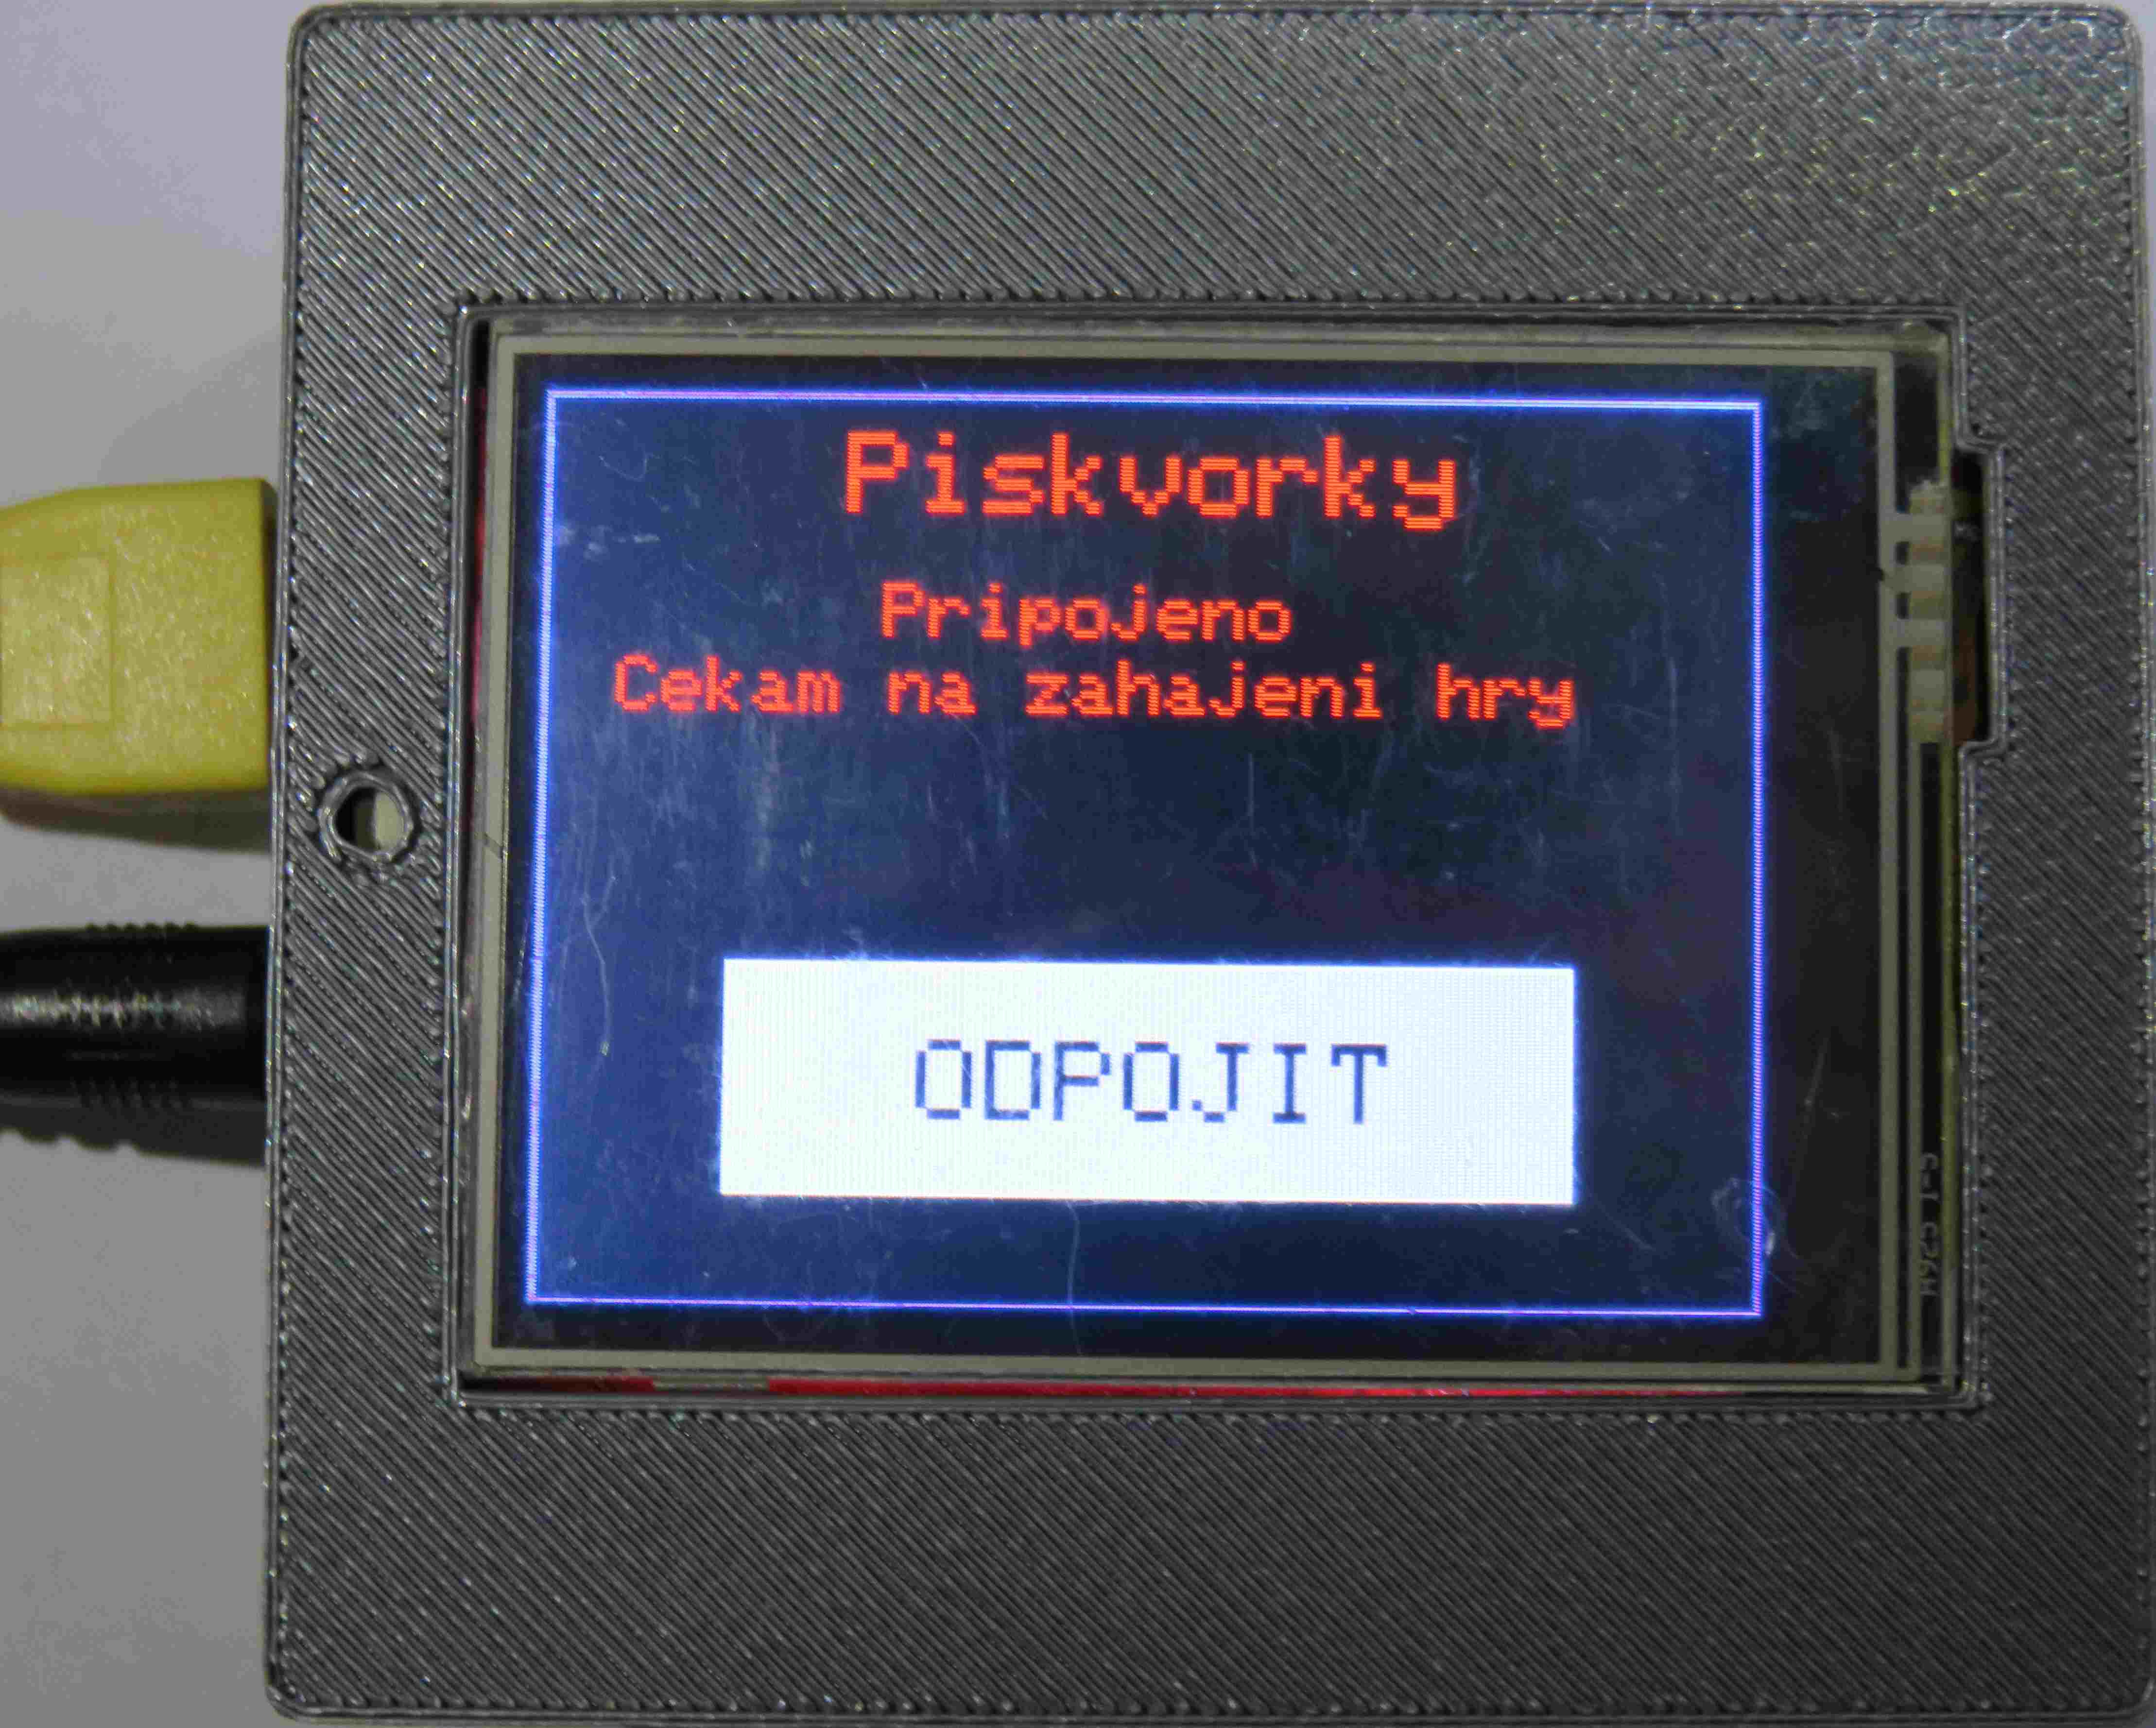 Piskvorky
Pripojeno
Cekam na zahajeni hry
ODPOJIT